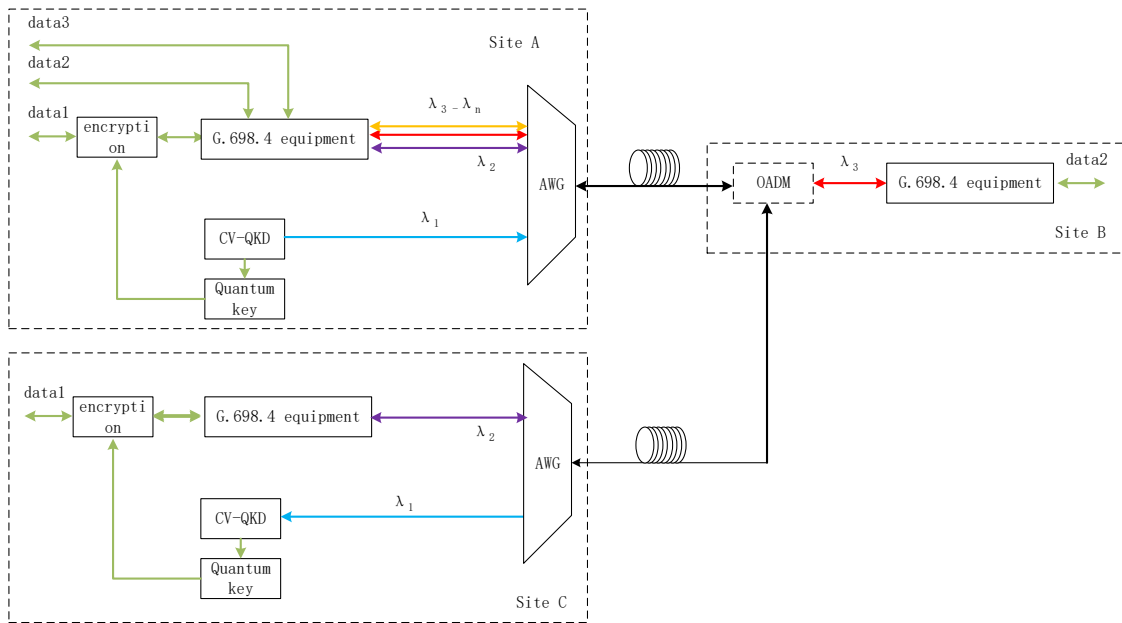 data3
Site A
data2
λ3-λn
data1
encrypti
on
G.698.4 equipment
λ2
AWG
CV-QKD
λ1
Quantum
key
OADM
λ3
G.698.4 equipment
data2
Site B
data1
encrypti
on
G.698.4 equipment
λ2
AWG
CV-QKD
λ1
Quantum
key
Site C